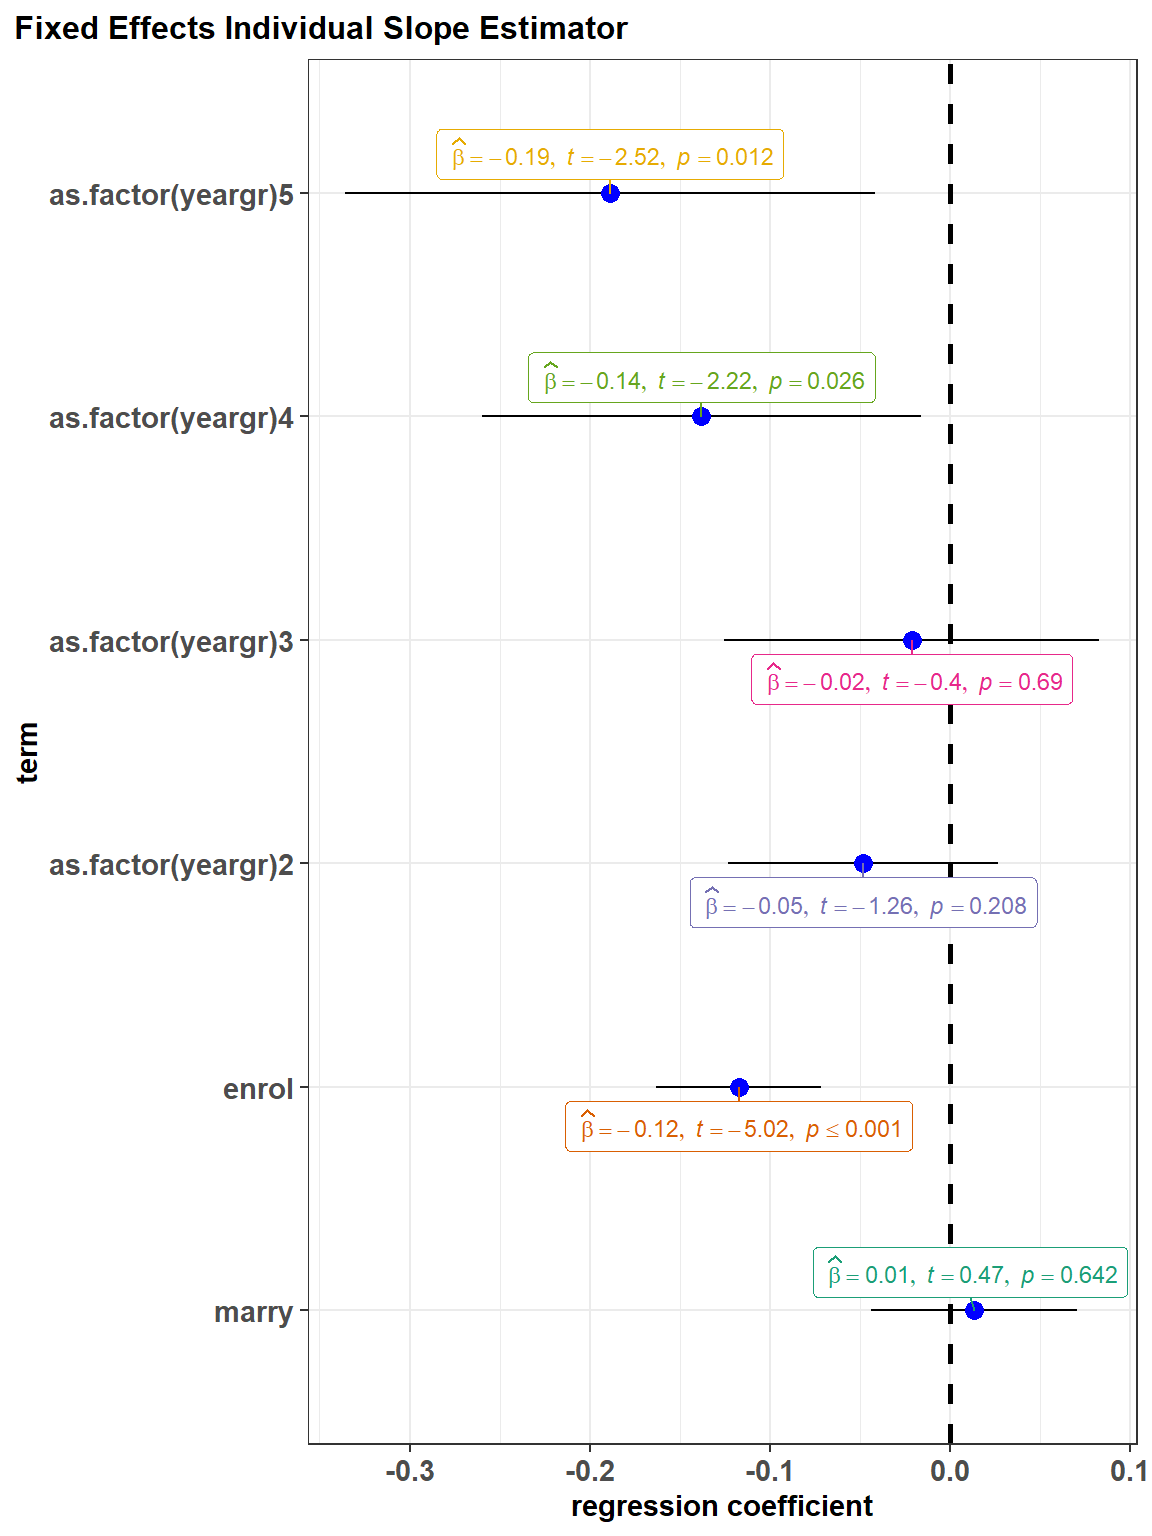 Fixed Effects Individual Slope Estimator
β̂ = −0.19, t = −2.52, p = 0.012
as.factor(yeargr)5
β̂ = −0.14, t = −2.22, p = 0.026
as.factor(yeargr)4
as.factor(yeargr)3
β̂ = −0.02, t = −0.4, p = 0.69
term
as.factor(yeargr)2
β̂ = −0.05, t = −1.26, p = 0.208
enrol
β̂ = −0.12, t = −5.02, p ≤ 0.001
β̂ = 0.01, t = 0.47, p = 0.642
marry
-0.3 -0.2 -0.1 0.0 0.1
regression coefficient